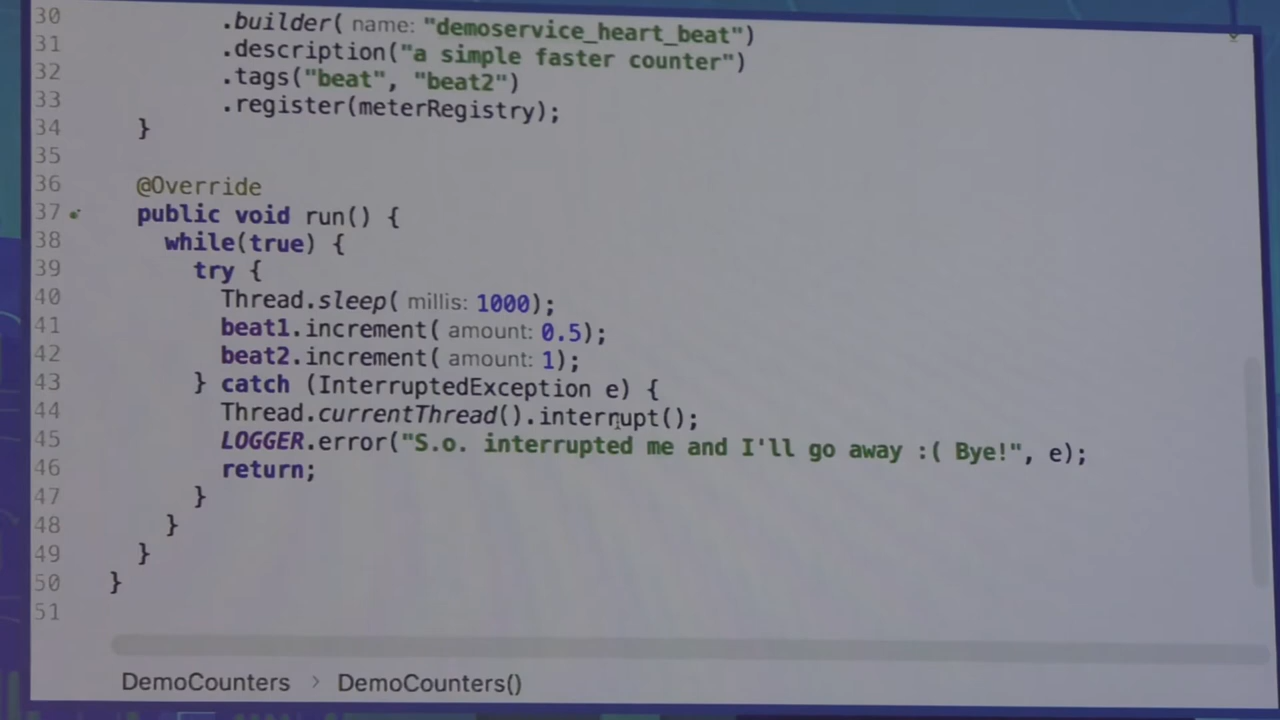 30 .builder( name: "demoservice_heart_beat")
31 .description("a simple faster counter")
32 .tags("beat", "beat2")
33 .register(meterRegistry);
34 }
35
36 @Override
37 public void run() {
38 while(true) {
39 try {
40 Thread.sleep( millis: 1000);
41 beat1.increment( amount: 0.5);
42 beat2.increment( amount: 1);
43 } catch (InterruptedException e) {
44 Thread.currentThread().interrupt();
45 LOGGER.error("S.o. interrupted me and I'll go away :( Bye!", e);
46 return;
47 }
48 }
49 }
50 }
51
DemoCounters > DemoCounters()